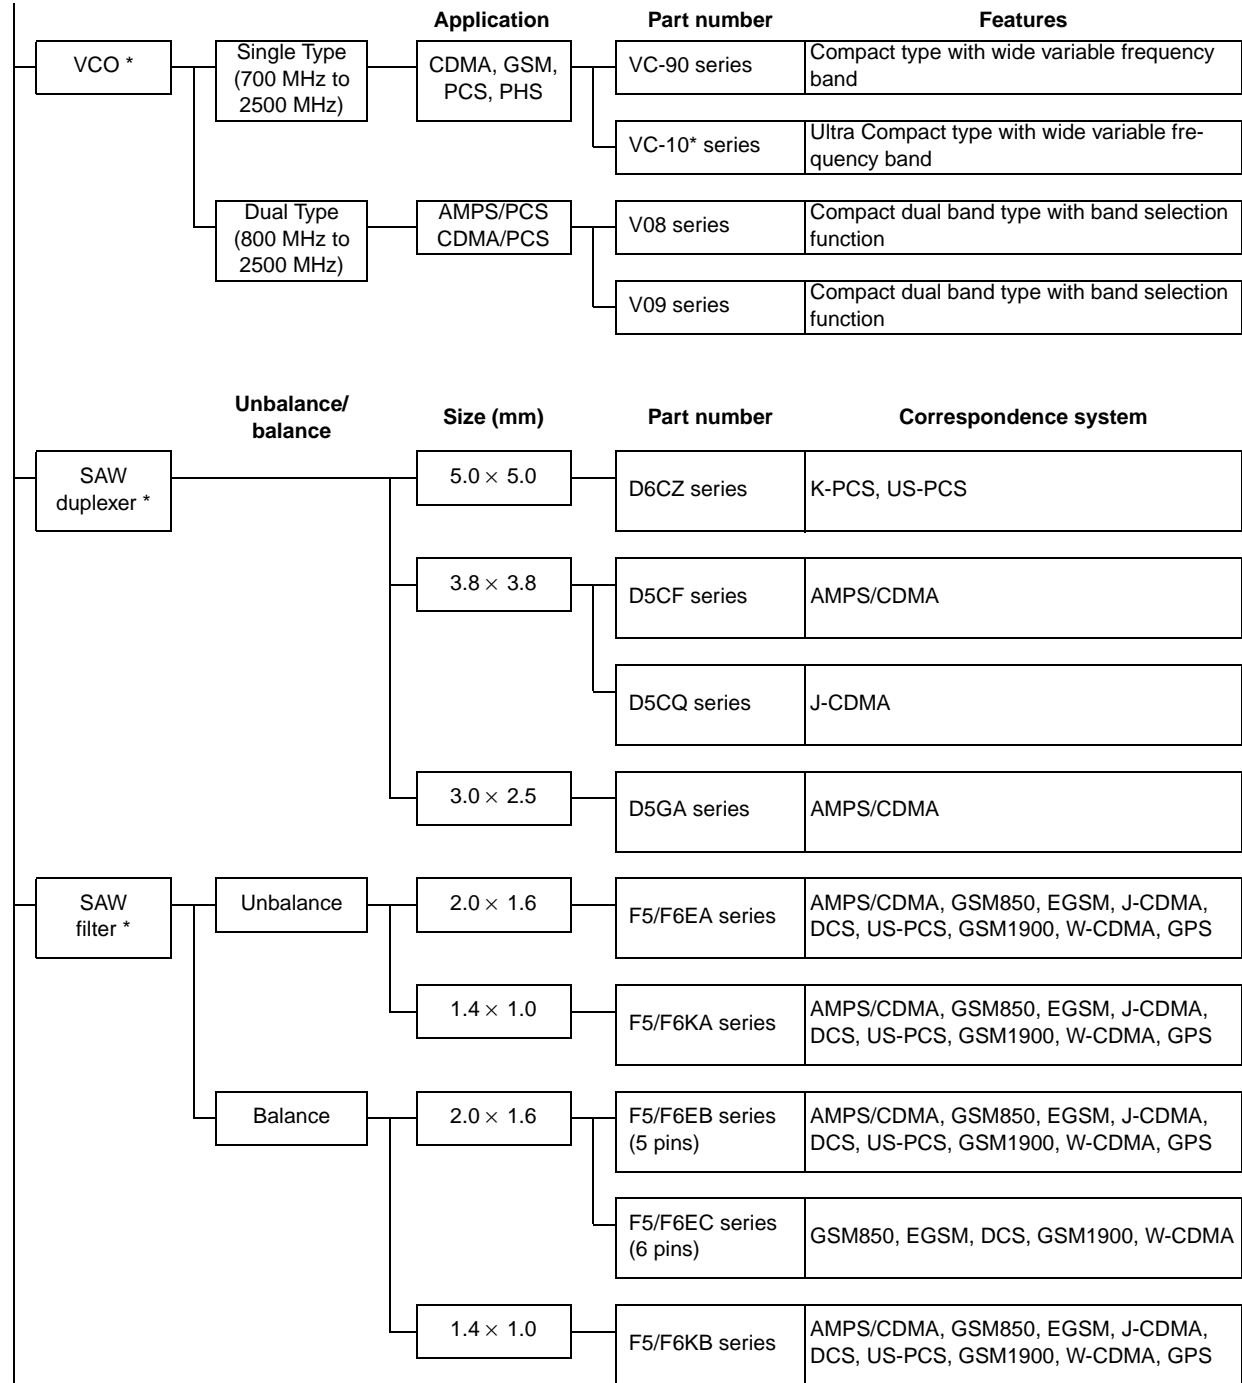 Application Part number Features
VCO *
Single Type
(700 MHz to
2500 MHz)
CDMA, GSM,
PCS, PHS
VC-90 series
Compact type with wide variable frequency
band
VC-10* series
Ultra Compact type with wide variable fre-
quency band
Dual Type
(800 MHz to
2500 MHz)
AMPS/PCS
CDMA/PCS
V08 series
Compact dual band type with band selection
function
V09 series
Compact dual band type with band selection
function
Unbalance/
balance
Size (mm) Part number Correspondence system
SAW
duplexer *
5.0 × 5.0
D6CZ series
K-PCS, US-PCS
3.8 × 3.8
D5CF series
AMPS/CDMA
D5CQ series
J-CDMA
3.0 × 2.5
D5GA series
AMPS/CDMA
SAW
filter *
Unbalance
2.0 × 1.6
F5/F6EA series
AMPS/CDMA, GSM850, EGSM, J-CDMA,
DCS, US-PCS, GSM1900, W-CDMA, GPS
1.4 × 1.0
F5/F6KA series
AMPS/CDMA, GSM850, EGSM, J-CDMA,
DCS, US-PCS, GSM1900, W-CDMA, GPS
Balance
2.0 × 1.6
F5/F6EB series
(5 pins)
AMPS/CDMA, GSM850, EGSM, J-CDMA,
DCS, US-PCS, GSM1900, W-CDMA, GPS
F5/F6EC series
(6 pins)
GSM850, EGSM, DCS, GSM1900, W-CDMA
1.4 × 1.0
F5/F6KB series
AMPS/CDMA, GSM850, EGSM, J-CDMA,
DCS, US-PCS, GSM1900, W-CDMA, GPS